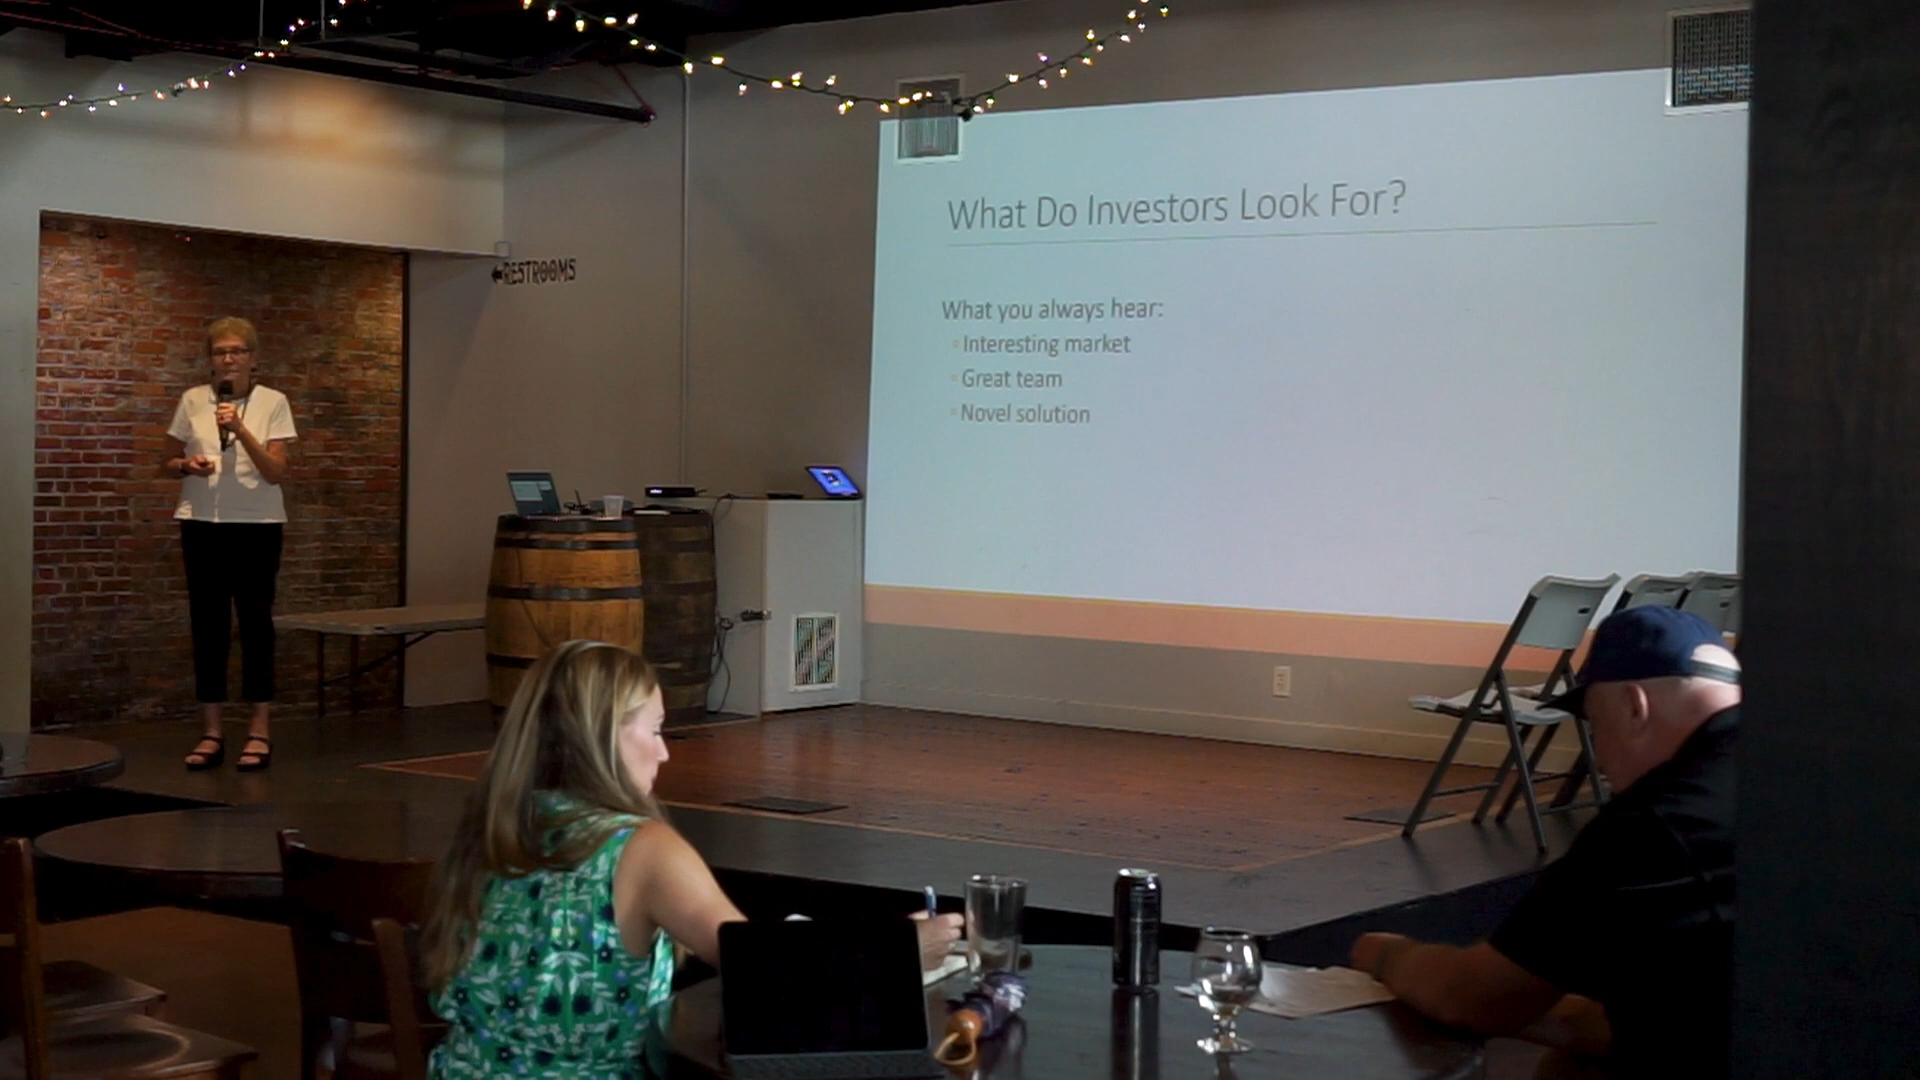 What Do Investors Look For?
RESTROOMS
What you always hear:
Interesting market
Great team
Novel solution